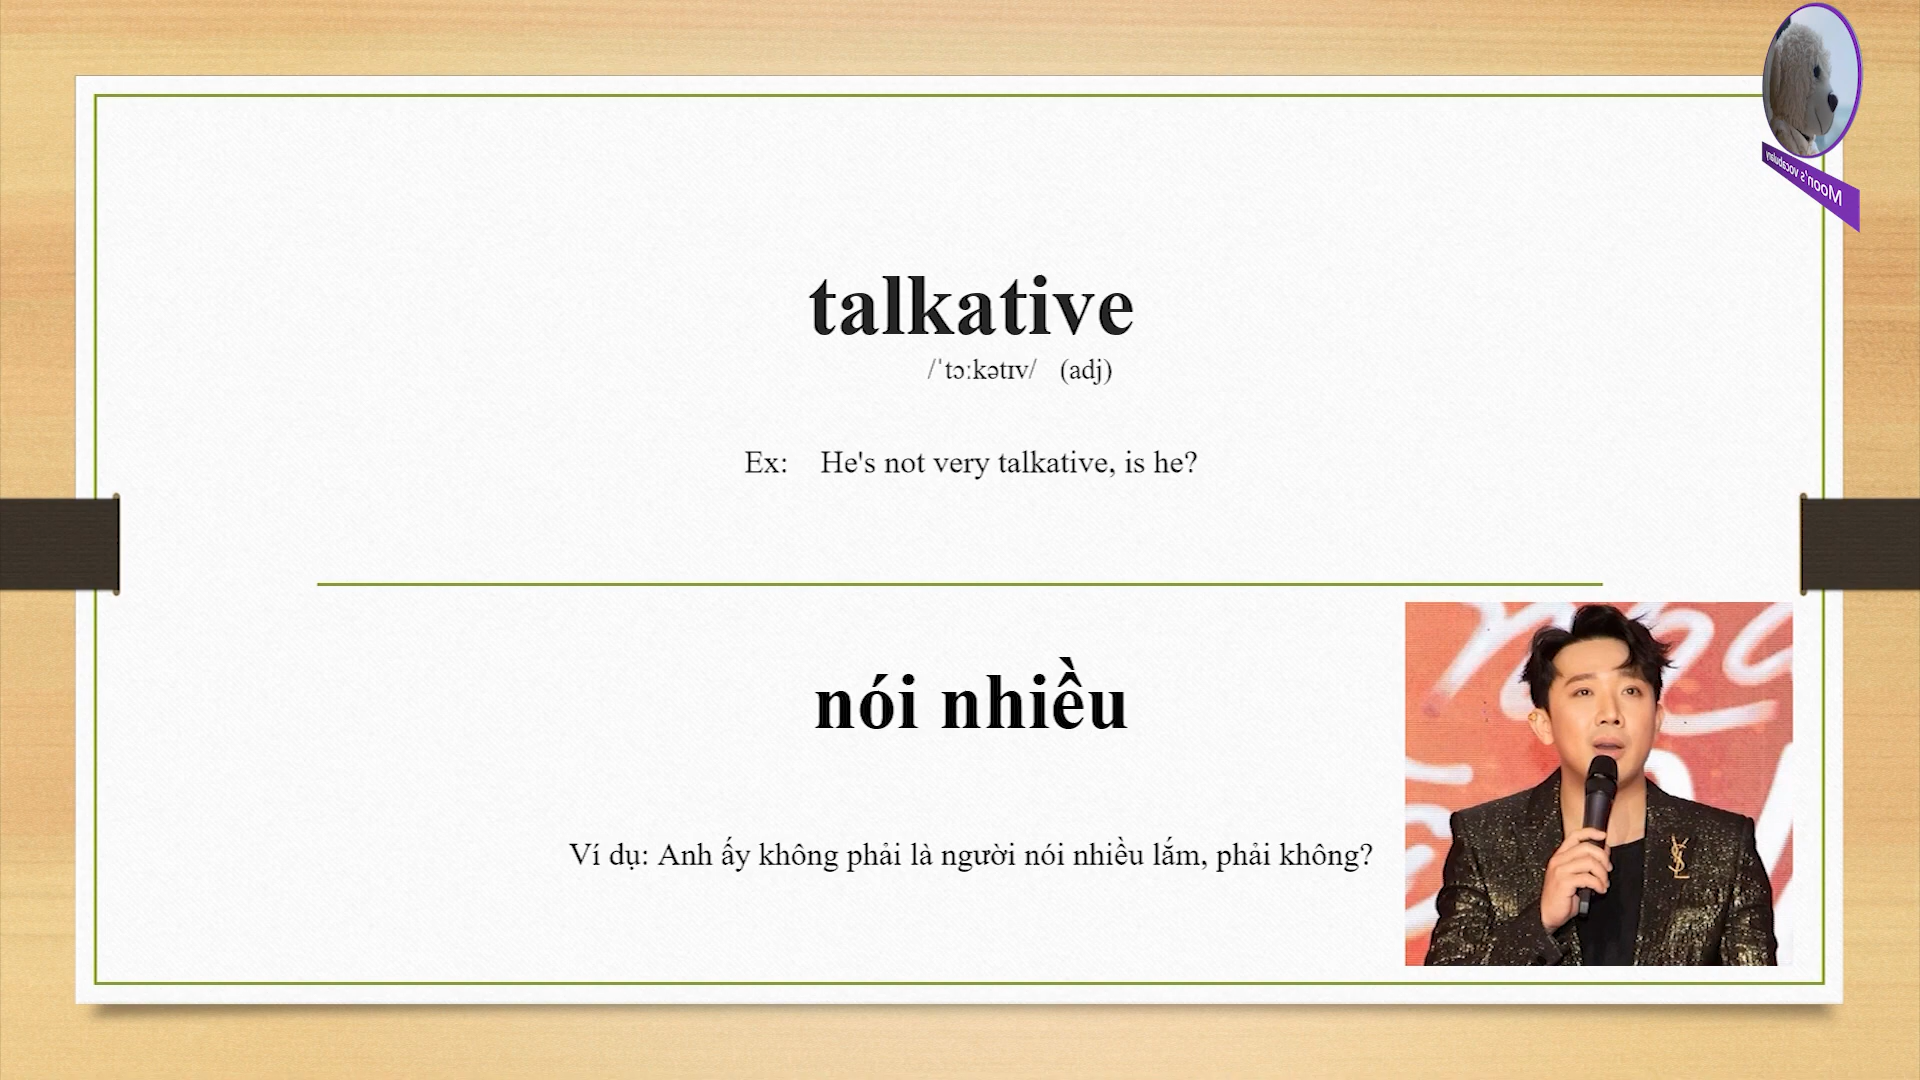 Moon's vocabulary
talkative
/ˈtɔːkətɪv/ (adj)
Ex: He's not very talkative, is he?
nói nhiều
Ví dụ: Anh ấy không phải là người nói nhiều lắm, phải không?
YSL